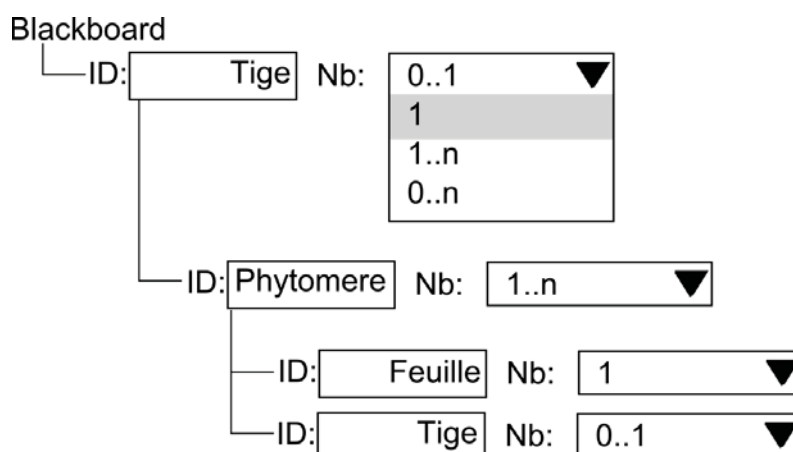 Blackboard
ID: Tige Nb: 0..1
1
1..n
0..n
ID: Phytomere Nb: 1..n
ID: Feuille Nb: 1
ID: Tige Nb: 0..1